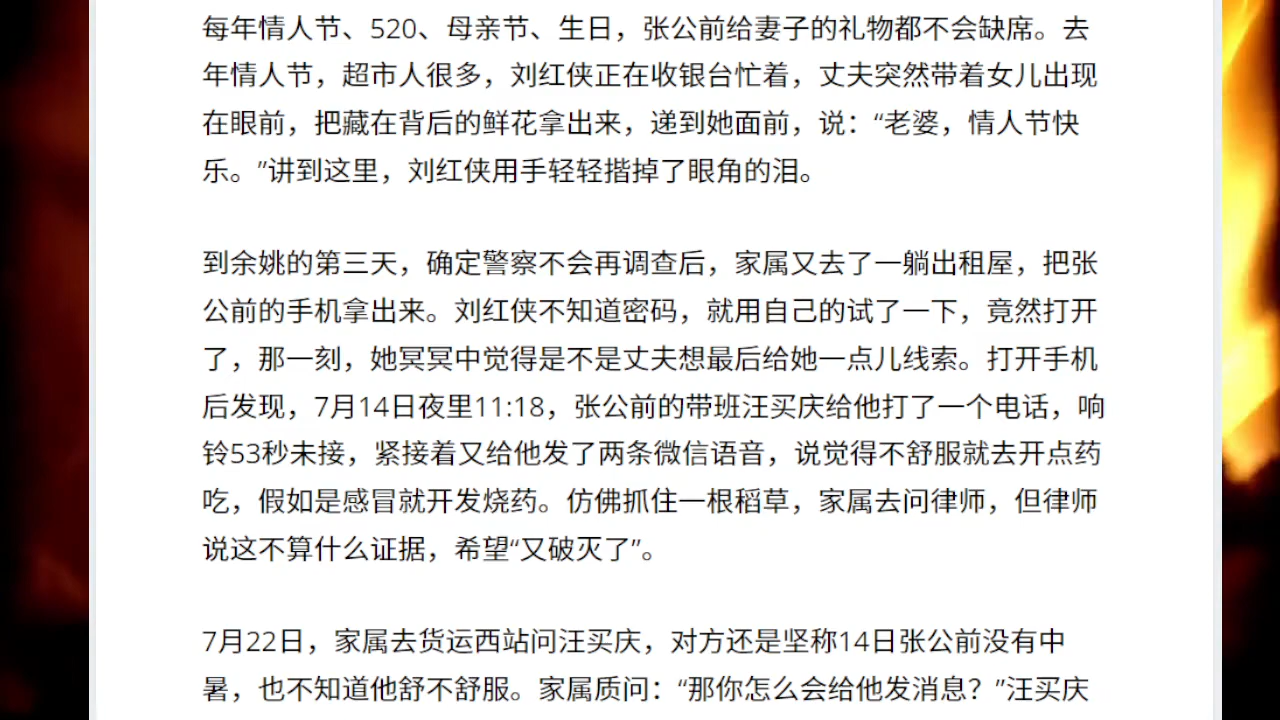 每年情人节、520、母亲节、生日，张公前给妻子的礼物都不会缺席。去
年情人节，超市人很多，刘红侠正在收银台忙着，丈夫突然带着女儿出现
在眼前，把藏在背后的鲜花拿出来，递到她面前，说：“老婆，情人节快
乐。”讲到这里，刘红侠用手轻轻揩掉了眼角的泪。
到余姚的第三天，确定警察不会再调查后，家属又去了一躺出租屋，把张
公前的手机拿出来。刘红侠不知道密码，就用自己的试了一下，竟然打开
了，那一刻，她冥冥中觉得是不是丈夫想最后给她一点儿线索。打开手机
后发现，7月14日夜里11:18，张公前的带班汪买庆给他打了一个电话，响
铃53秒未接，紧接着又给他发了两条微信语音，说觉得不舒服就去开点药
吃，假如是感冒就开发烧药。仿佛抓住一根稻草，家属去问律师，但律师
说这不算什么证据，希望“又破灭了”。
7月22日，家属去货运西站问汪买庆，对方还是坚称14日张公前没有中
暑，也不知道他舒不舒服。家属质问：“那你怎么会给他发消息？”汪买庆